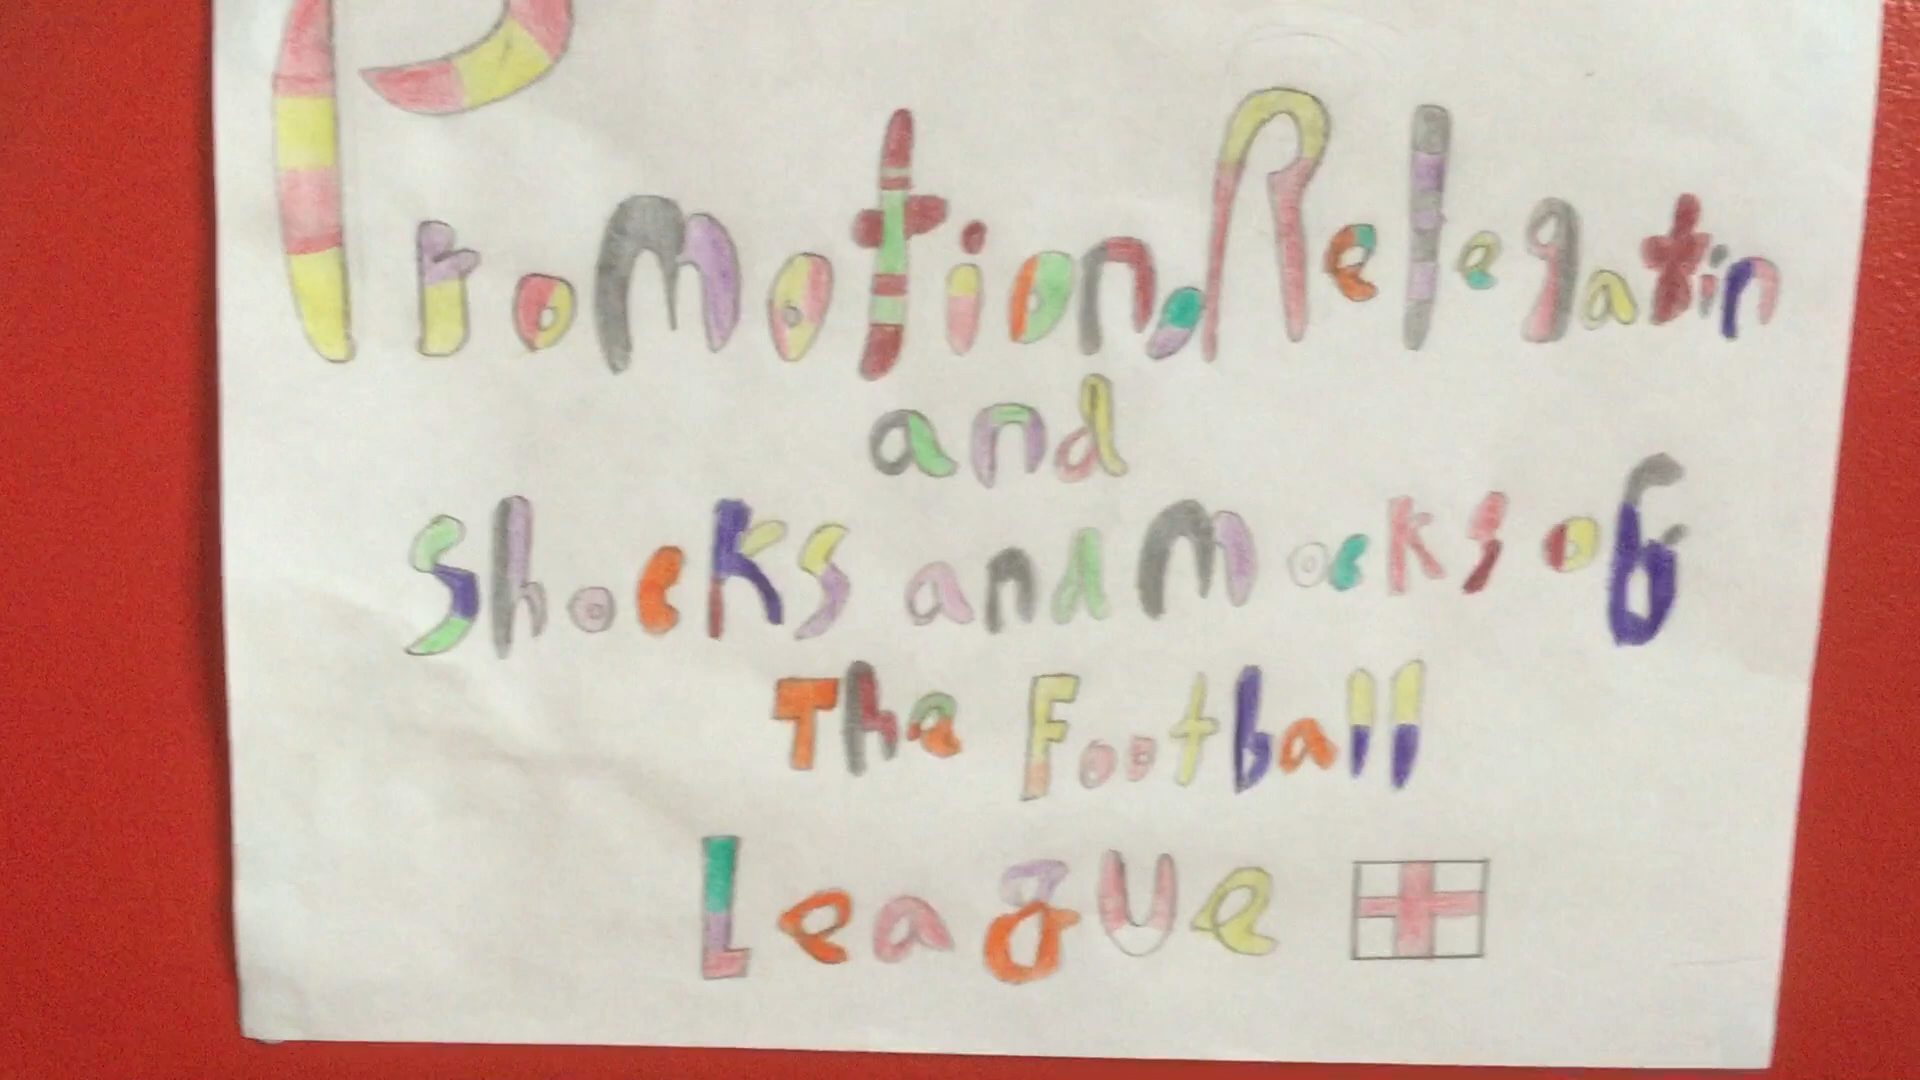 Promotion, Relegatin
and
Shocks and Mocks of
The Football
League